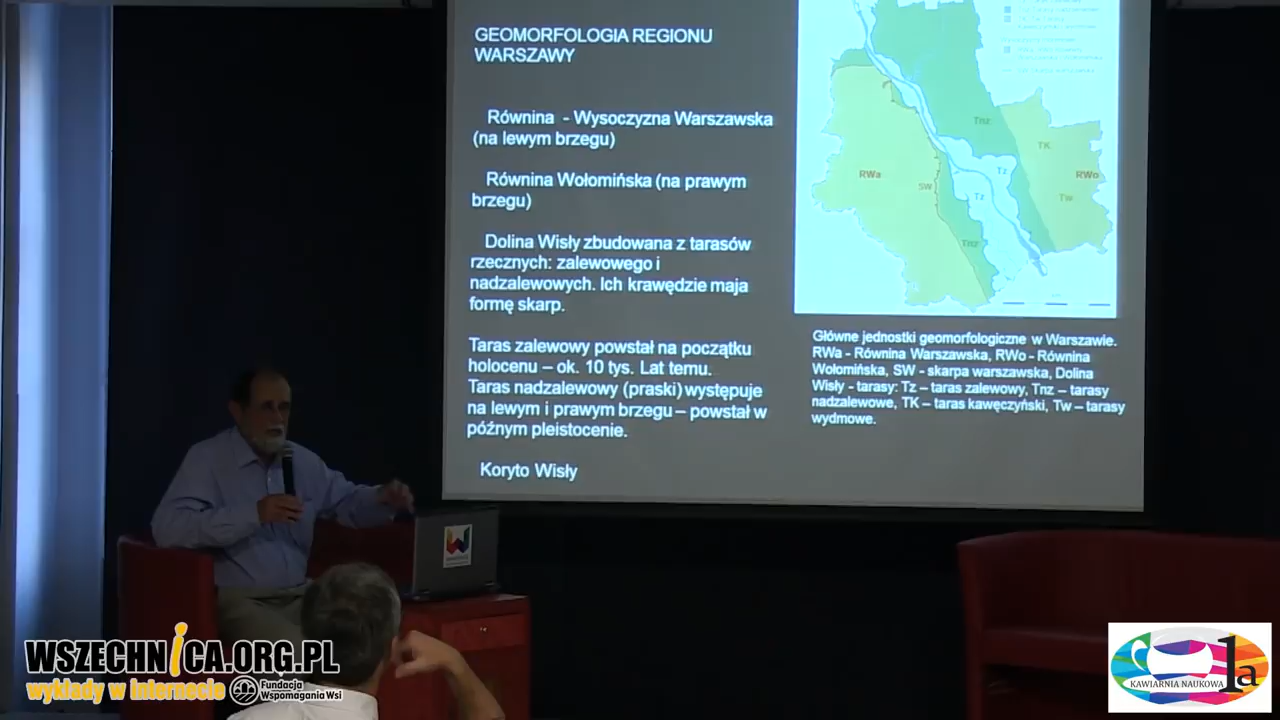 GEOMORFOLOGIA REGIONU
WARSZAWY
Równina - Wysoczyzna Warszawska
(na lewym brzegu)
Równina Wołomińska (na prawym
brzegu)
Dolina Wisły zbudowana z tarasów
rzecznych: zalewowego i
nadzalewowych. Ich krawędzie maja
formę skarp.
Taras zalewowy powstał na początku
holocenu – ok. 10 tys. Lat temu.
Taras nadzalewowy (praski) występuje
na lewym i prawym brzegu – powstał w
późnym pleistocenie.
Koryto Wisły
Tnz
TK
RWa
Tz
RWo
SW
Tz
Tw
Tnz
Główne jednostki geomorfologiczne w Warszawie.
RWa - Równina Warszawska, RWo - Równina
Wołomińska, SW - skarpa warszawska, Dolina
Wisły - tarasy: Tz – taras zalewowy, Tnz – tarasy
nadzalewowe, TK – taras kawęczyński, Tw – tarasy
wydmowe.
WSZECHNICA.ORG.PL
wykłady w internecie
Fundacja
Wspomagania Wsi
KAWIARNIA NAUKOWA 1a